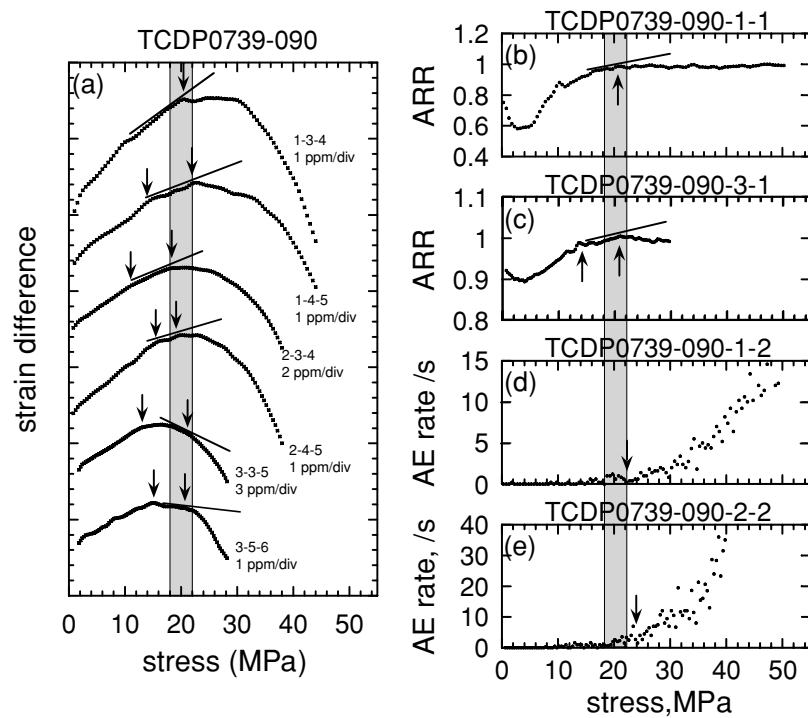 TCDP0739-090
(a)
1-3-4
1 ppm/div
1-4-5
1 ppm/div
2-3-4
2 ppm/div
2-4-5
1 ppm/div
3-3-5
3 ppm/div
3-5-6
1 ppm/div
strain difference
0 10 20 30 40 50
stress (MPa)
TCDP0739-090-1-1
(b)
ARR
1.2
1
0.8
0.6
0.4
TCDP0739-090-3-1
(c)
ARR
1.1
1
0.9
0.8
TCDP0739-090-1-2
(d)
AE rate /s
15
10
5
0
TCDP0739-090-2-2
(e)
AE rate, /s
40
30
20
10
0
0 10 20 30 40 50
stress,MPa